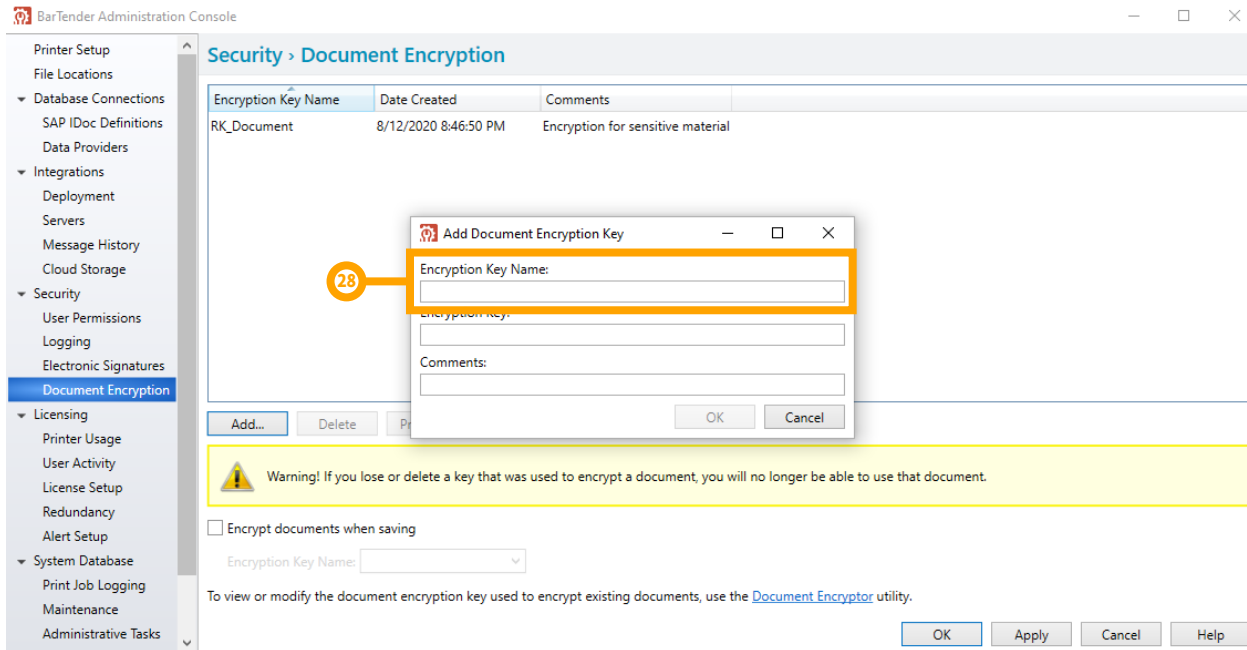 BarTender Administration Console
Printer Setup
File Locations
Database Connections
SAP IDoc Definitions
Data Providers
Integrations
Deployment
Servers
Message History
Cloud Storage
Security
User Permissions
Logging
Electronic Signatures
Document Encryption
Licensing
Printer Usage
User Activity
License Setup
Redundancy
Alert Setup
System Database
Print Job Logging
Maintenance
Administrative Tasks
Security › Document Encryption
Encryption Key Name Date Created Comments
RK_Document 8/12/2020 8:46:50 PM Encryption for sensitive material
Add Document Encryption Key
28
Encryption Key Name:
Encryption Key:
Comments:
OK Cancel
Add... Delete
Warning! If you lose or delete a key that was used to encrypt a document, you will no longer be able to use that document.
Encrypt documents when saving
Encryption Key Name:
To view or modify the document encryption key used to encrypt existing documents, use the Document Encryptor utility.
OK Apply Cancel Help